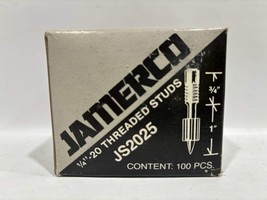 JAMERCO
¼"-20 THREADED STUDS
JS2025
¾"
1"
CONTENT: 100 PCS.